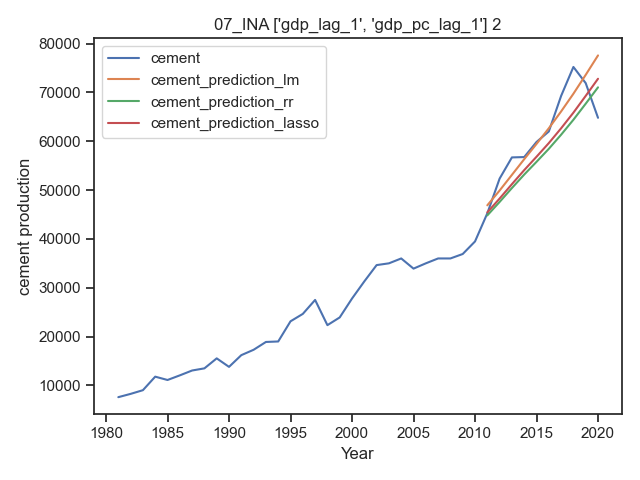 07_INA ['gdp_lag_1', 'gdp_pc_lag_1'] 2
cement
cement_prediction_lm
cement_prediction_rr
cement_prediction_lasso
cement production
80000
70000
60000
50000
40000
30000
20000
10000
1980 1985 1990 1995 2000 2005 2010 2015 2020
Year